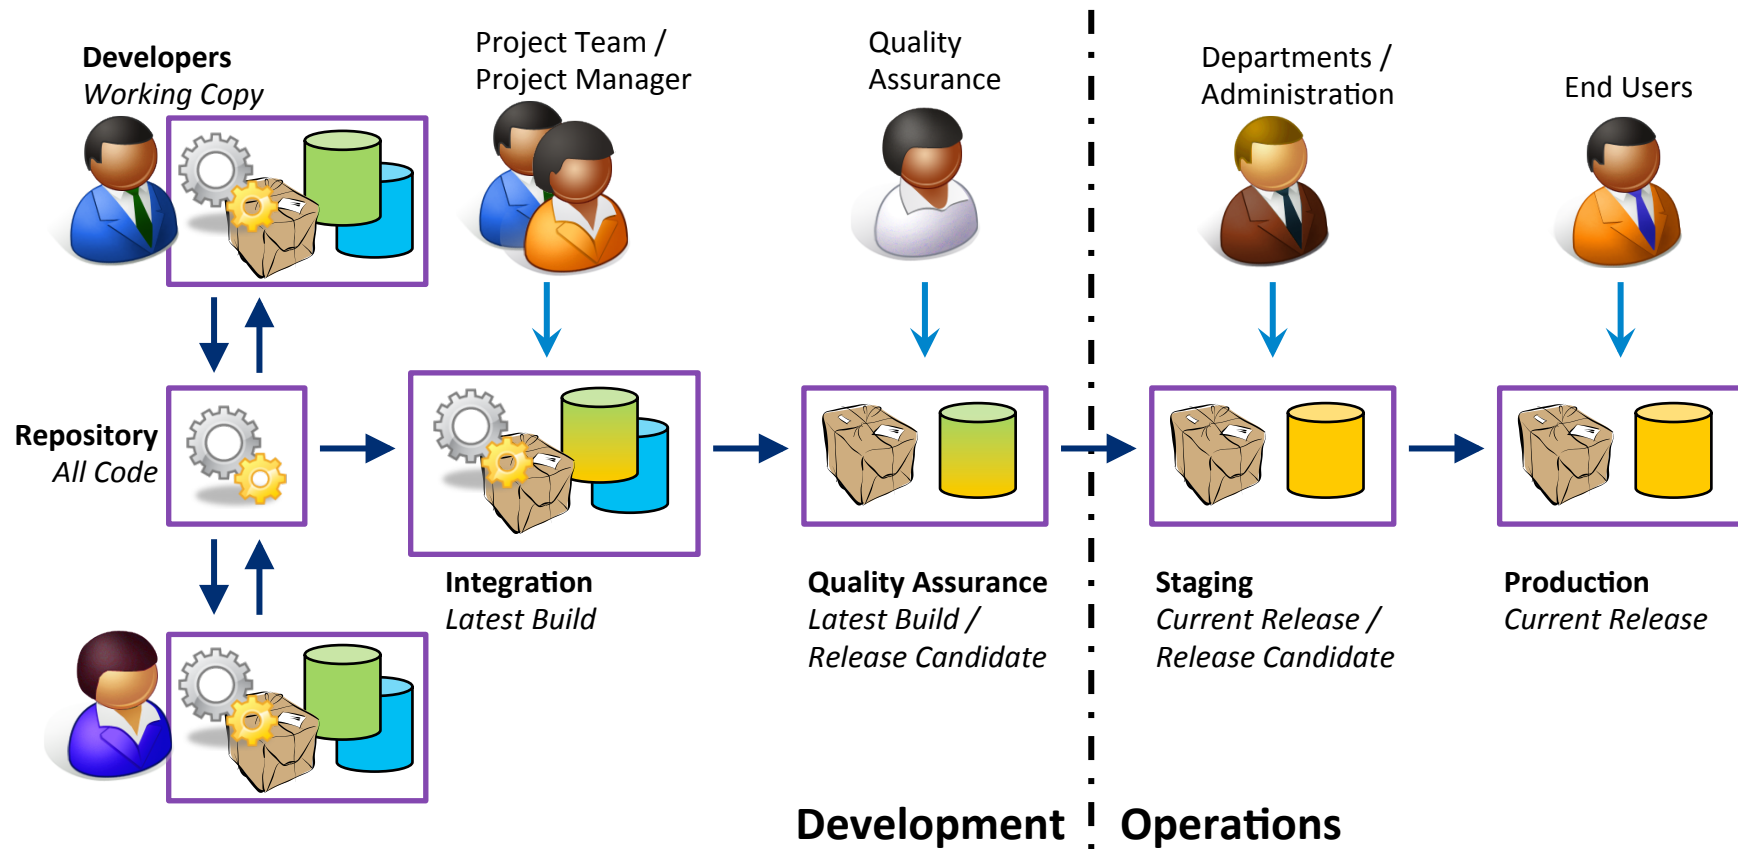 Developers
Working Copy
Project Team /
Project Manager
Quality
Assurance
Departments /
Administration
End Users
Repository
All Code
Integration
Latest Build
Quality Assurance
Latest Build /
Release Candidate
Staging
Current Release /
Release Candidate
Production
Current Release
Development
Operations